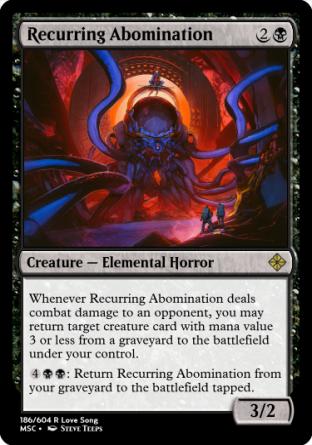 Recurring Abomination 2
Creature — Elemental Horror
Whenever Recurring Abomination deals
combat damage to an opponent, you may
return target creature card with mana value
3 or less from a graveyard to the battlefield
under your control.
4: Return Recurring Abomination from
your graveyard to the battlefield tapped.
3/2
186/604 R Love Song
MSC • Steve Teeps